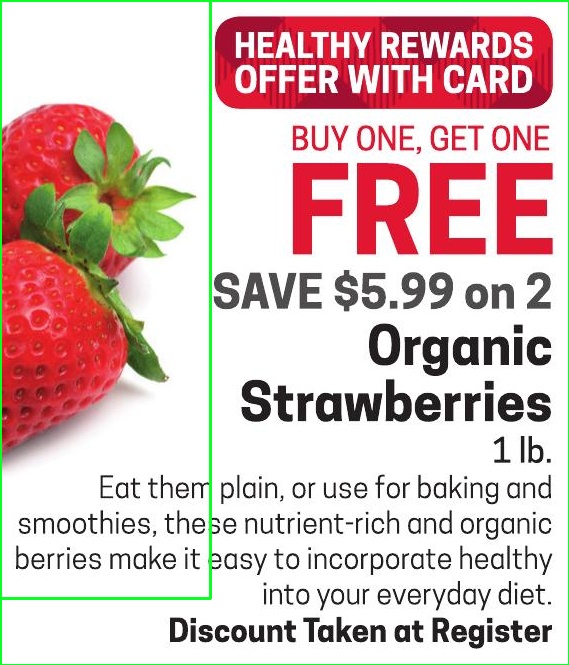 HEALTHY REWARDS
OFFER WITH CARD
BUY ONE, GET ONE
FREE
SAVE $5.99 on 2
Organic
Strawberries
1 lb.
Eat them plain, or use for baking and
smoothies, these nutrient-rich and organic
berries make it easy to incorporate healthy
into your everyday diet.
Discount Taken at Register